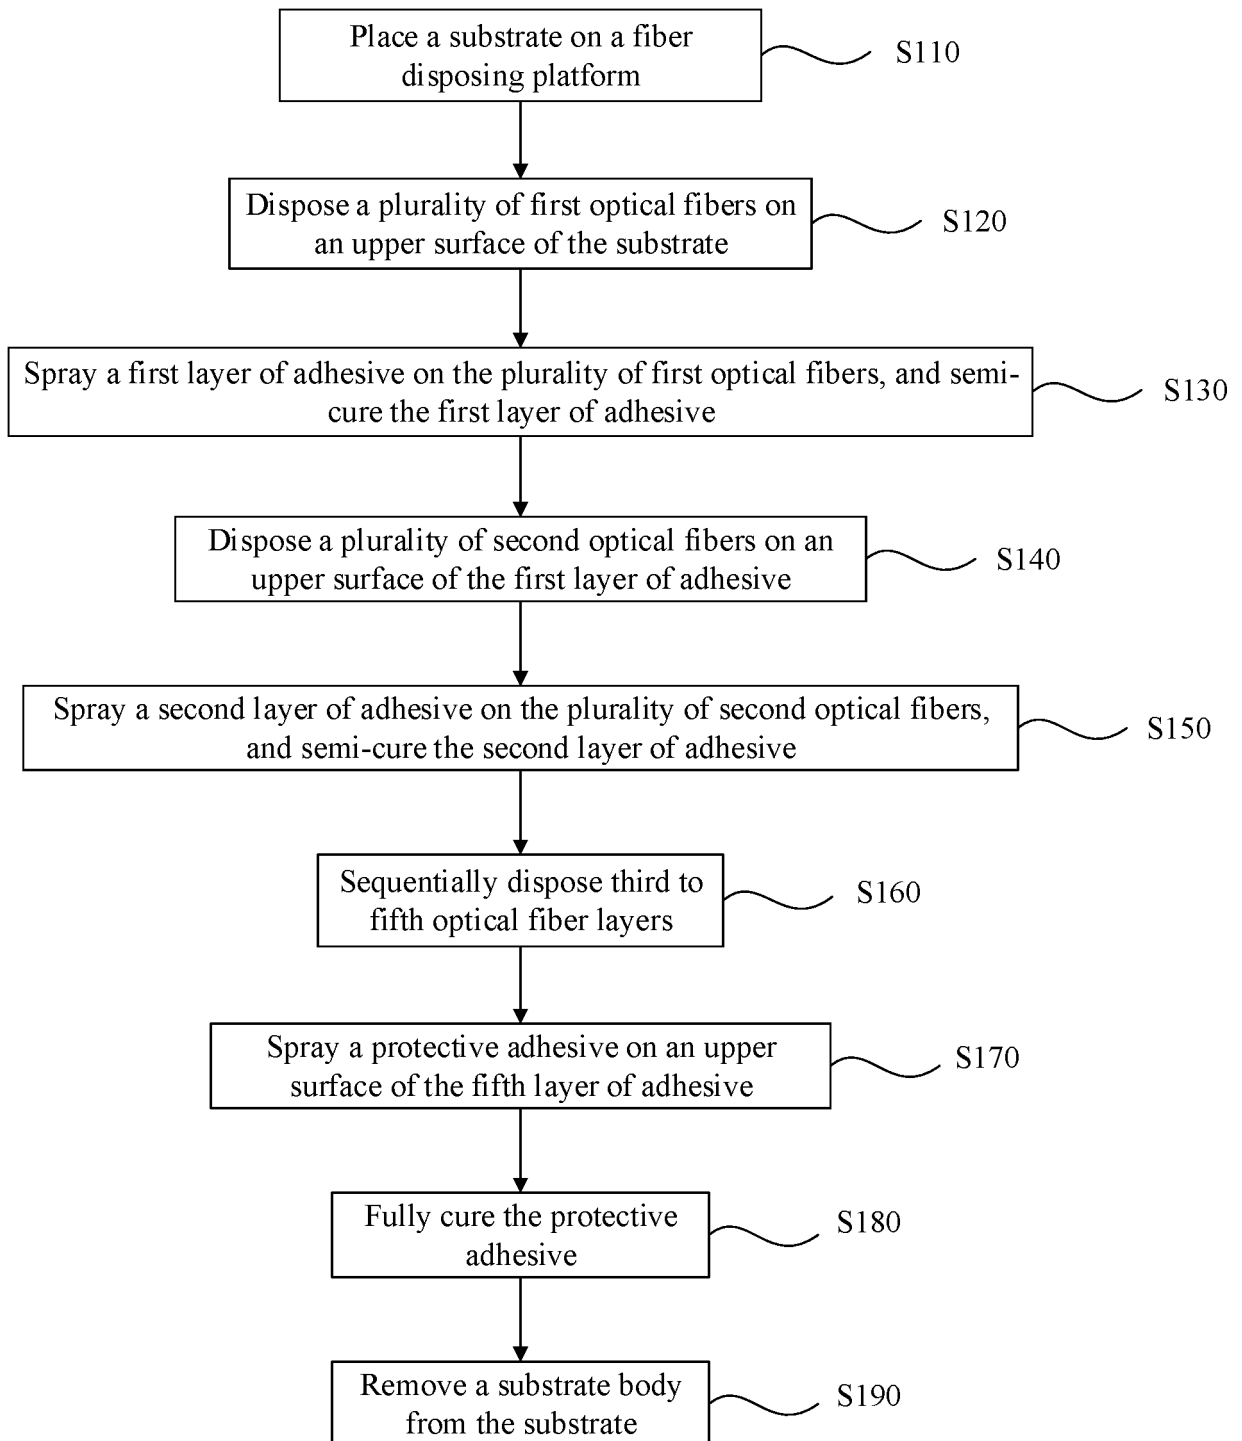 Place a substrate on a fiber
disposing platform
S110
Dispose a plurality of first optical fibers on
an upper surface of the substrate
S120
Spray a first layer of adhesive on the plurality of first optical fibers, and semi-
cure the first layer of adhesive
S130
Dispose a plurality of second optical fibers on an
upper surface of the first layer of adhesive
S140
Spray a second layer of adhesive on the plurality of second optical fibers,
and semi-cure the second layer of adhesive
S150
Sequentially dispose third to
fifth optical fiber layers
S160
Spray a protective adhesive on an upper
surface of the fifth layer of adhesive
S170
Fully cure the protective
adhesive
S180
Remove a substrate body
from the substrate
S190